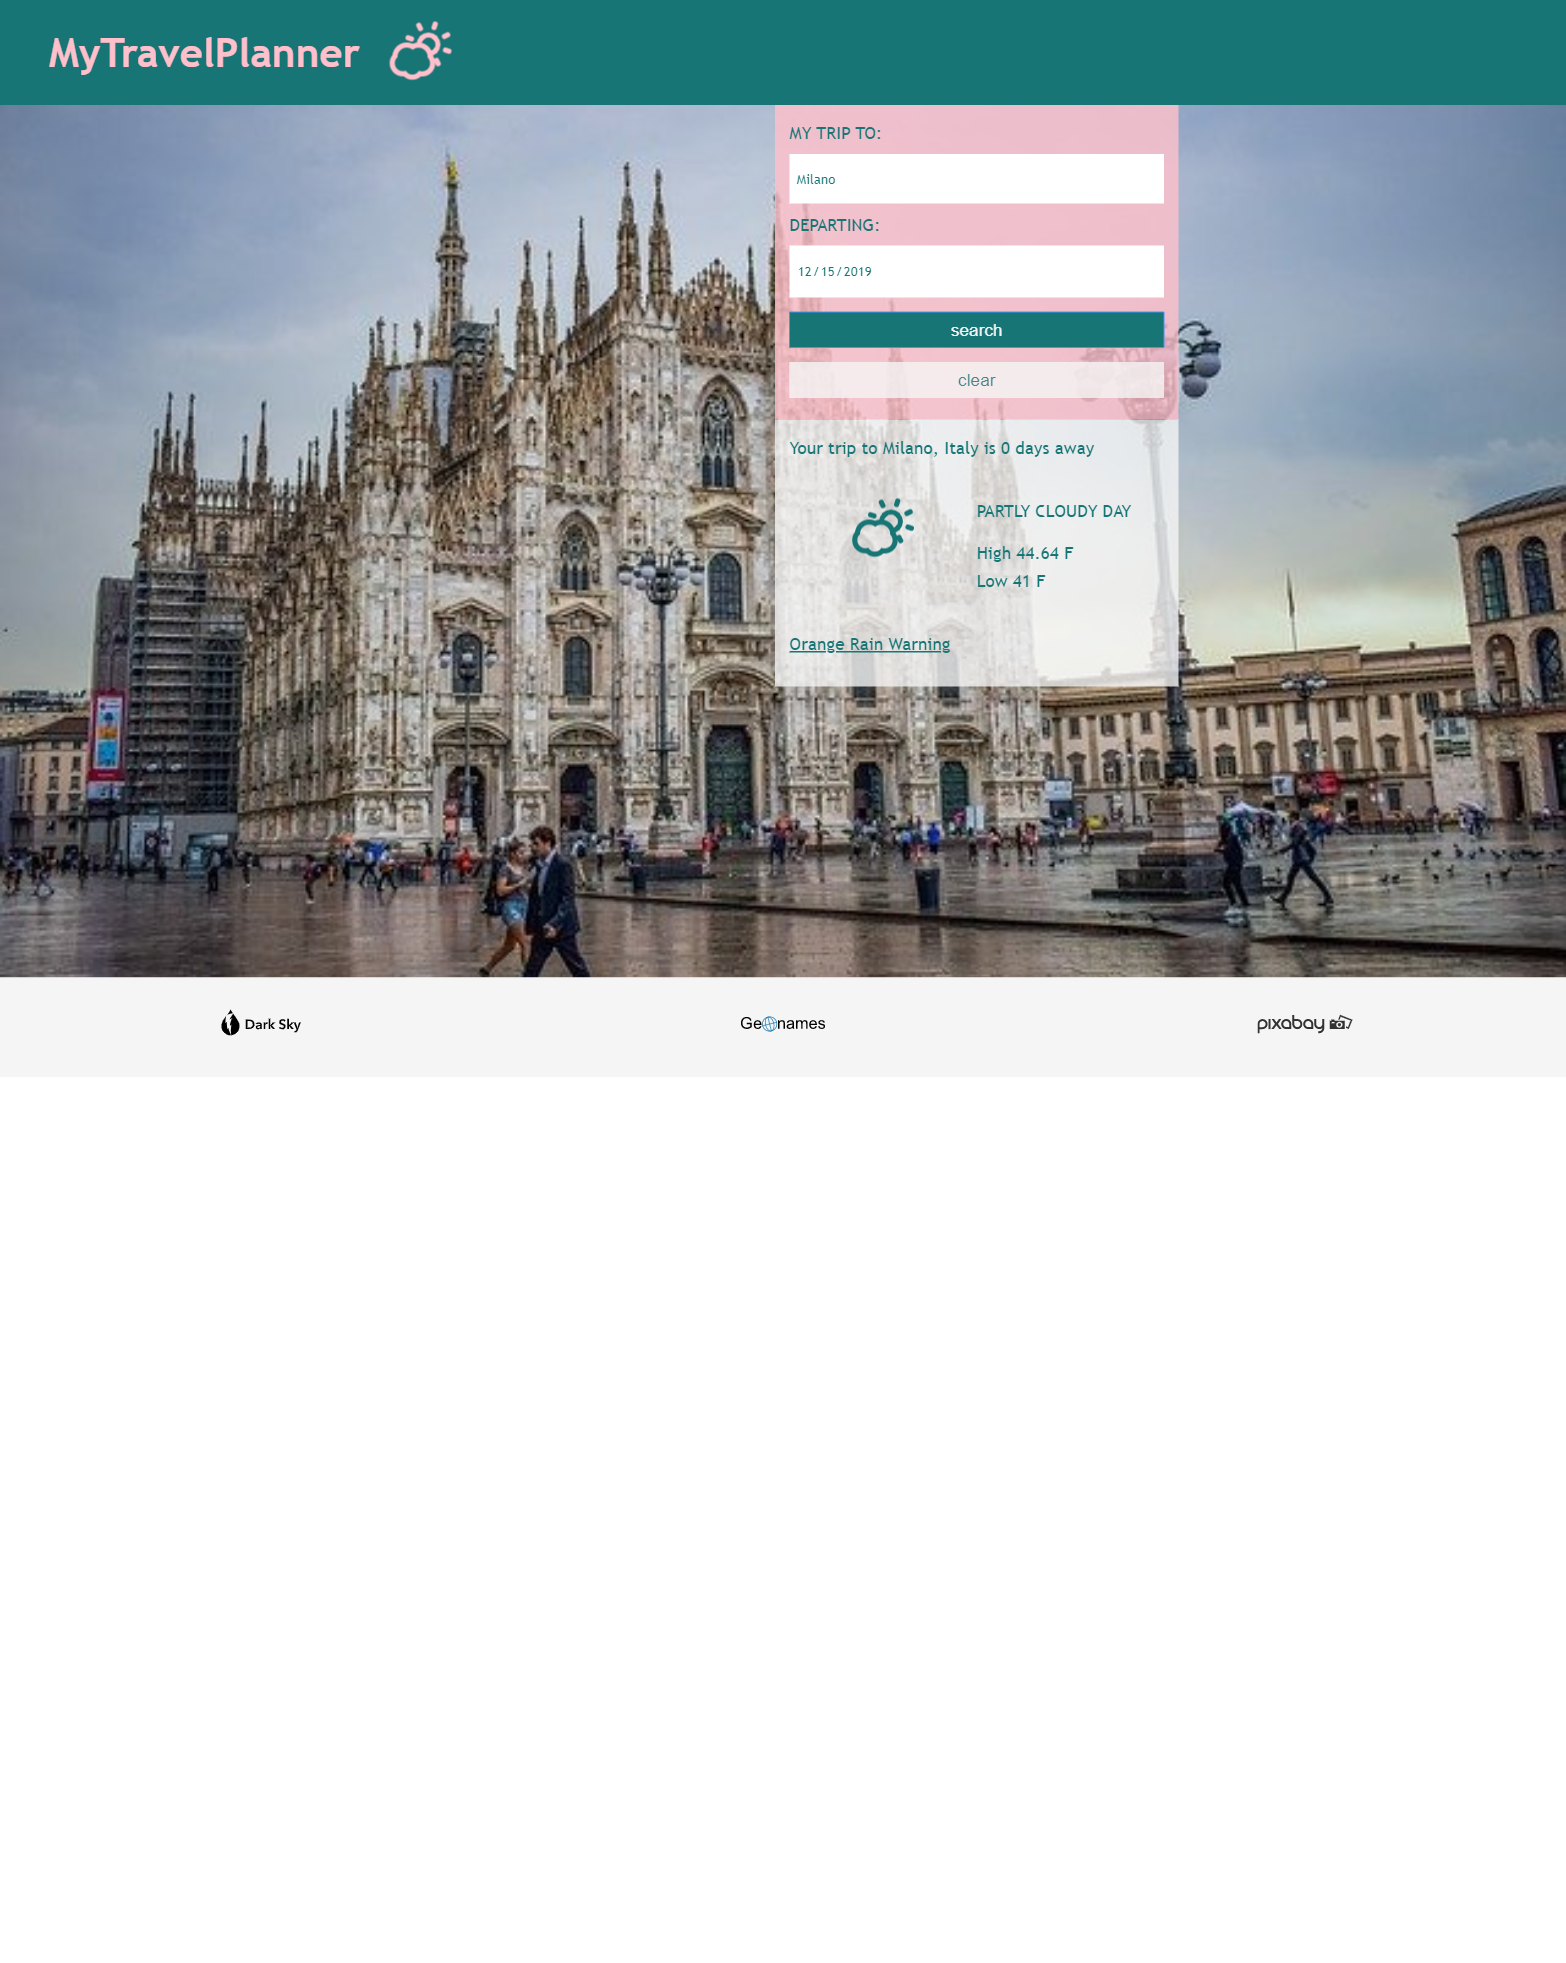 MyTravelPlanner
MY TRIP TO:
Milano
DEPARTING:
12/15/2019
search
clear
Your trip to Milano, Italy is 0 days away
PARTLY CLOUDY DAY
High 44.64 F
Low 41 F
Orange Rain Warning
Dark Sky
Geonames
pixabay